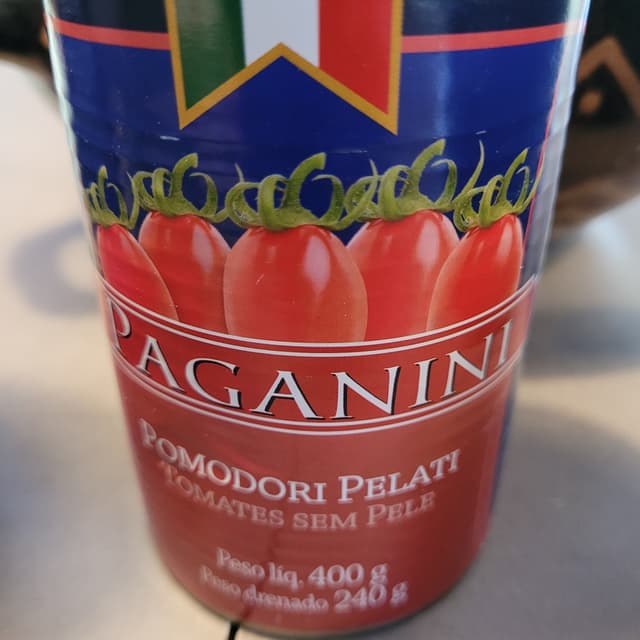 PAGANINI
POMODORI PELATI
TOMATES SEM PELE
Peso líq. 400 g
Peso drenado 240 g